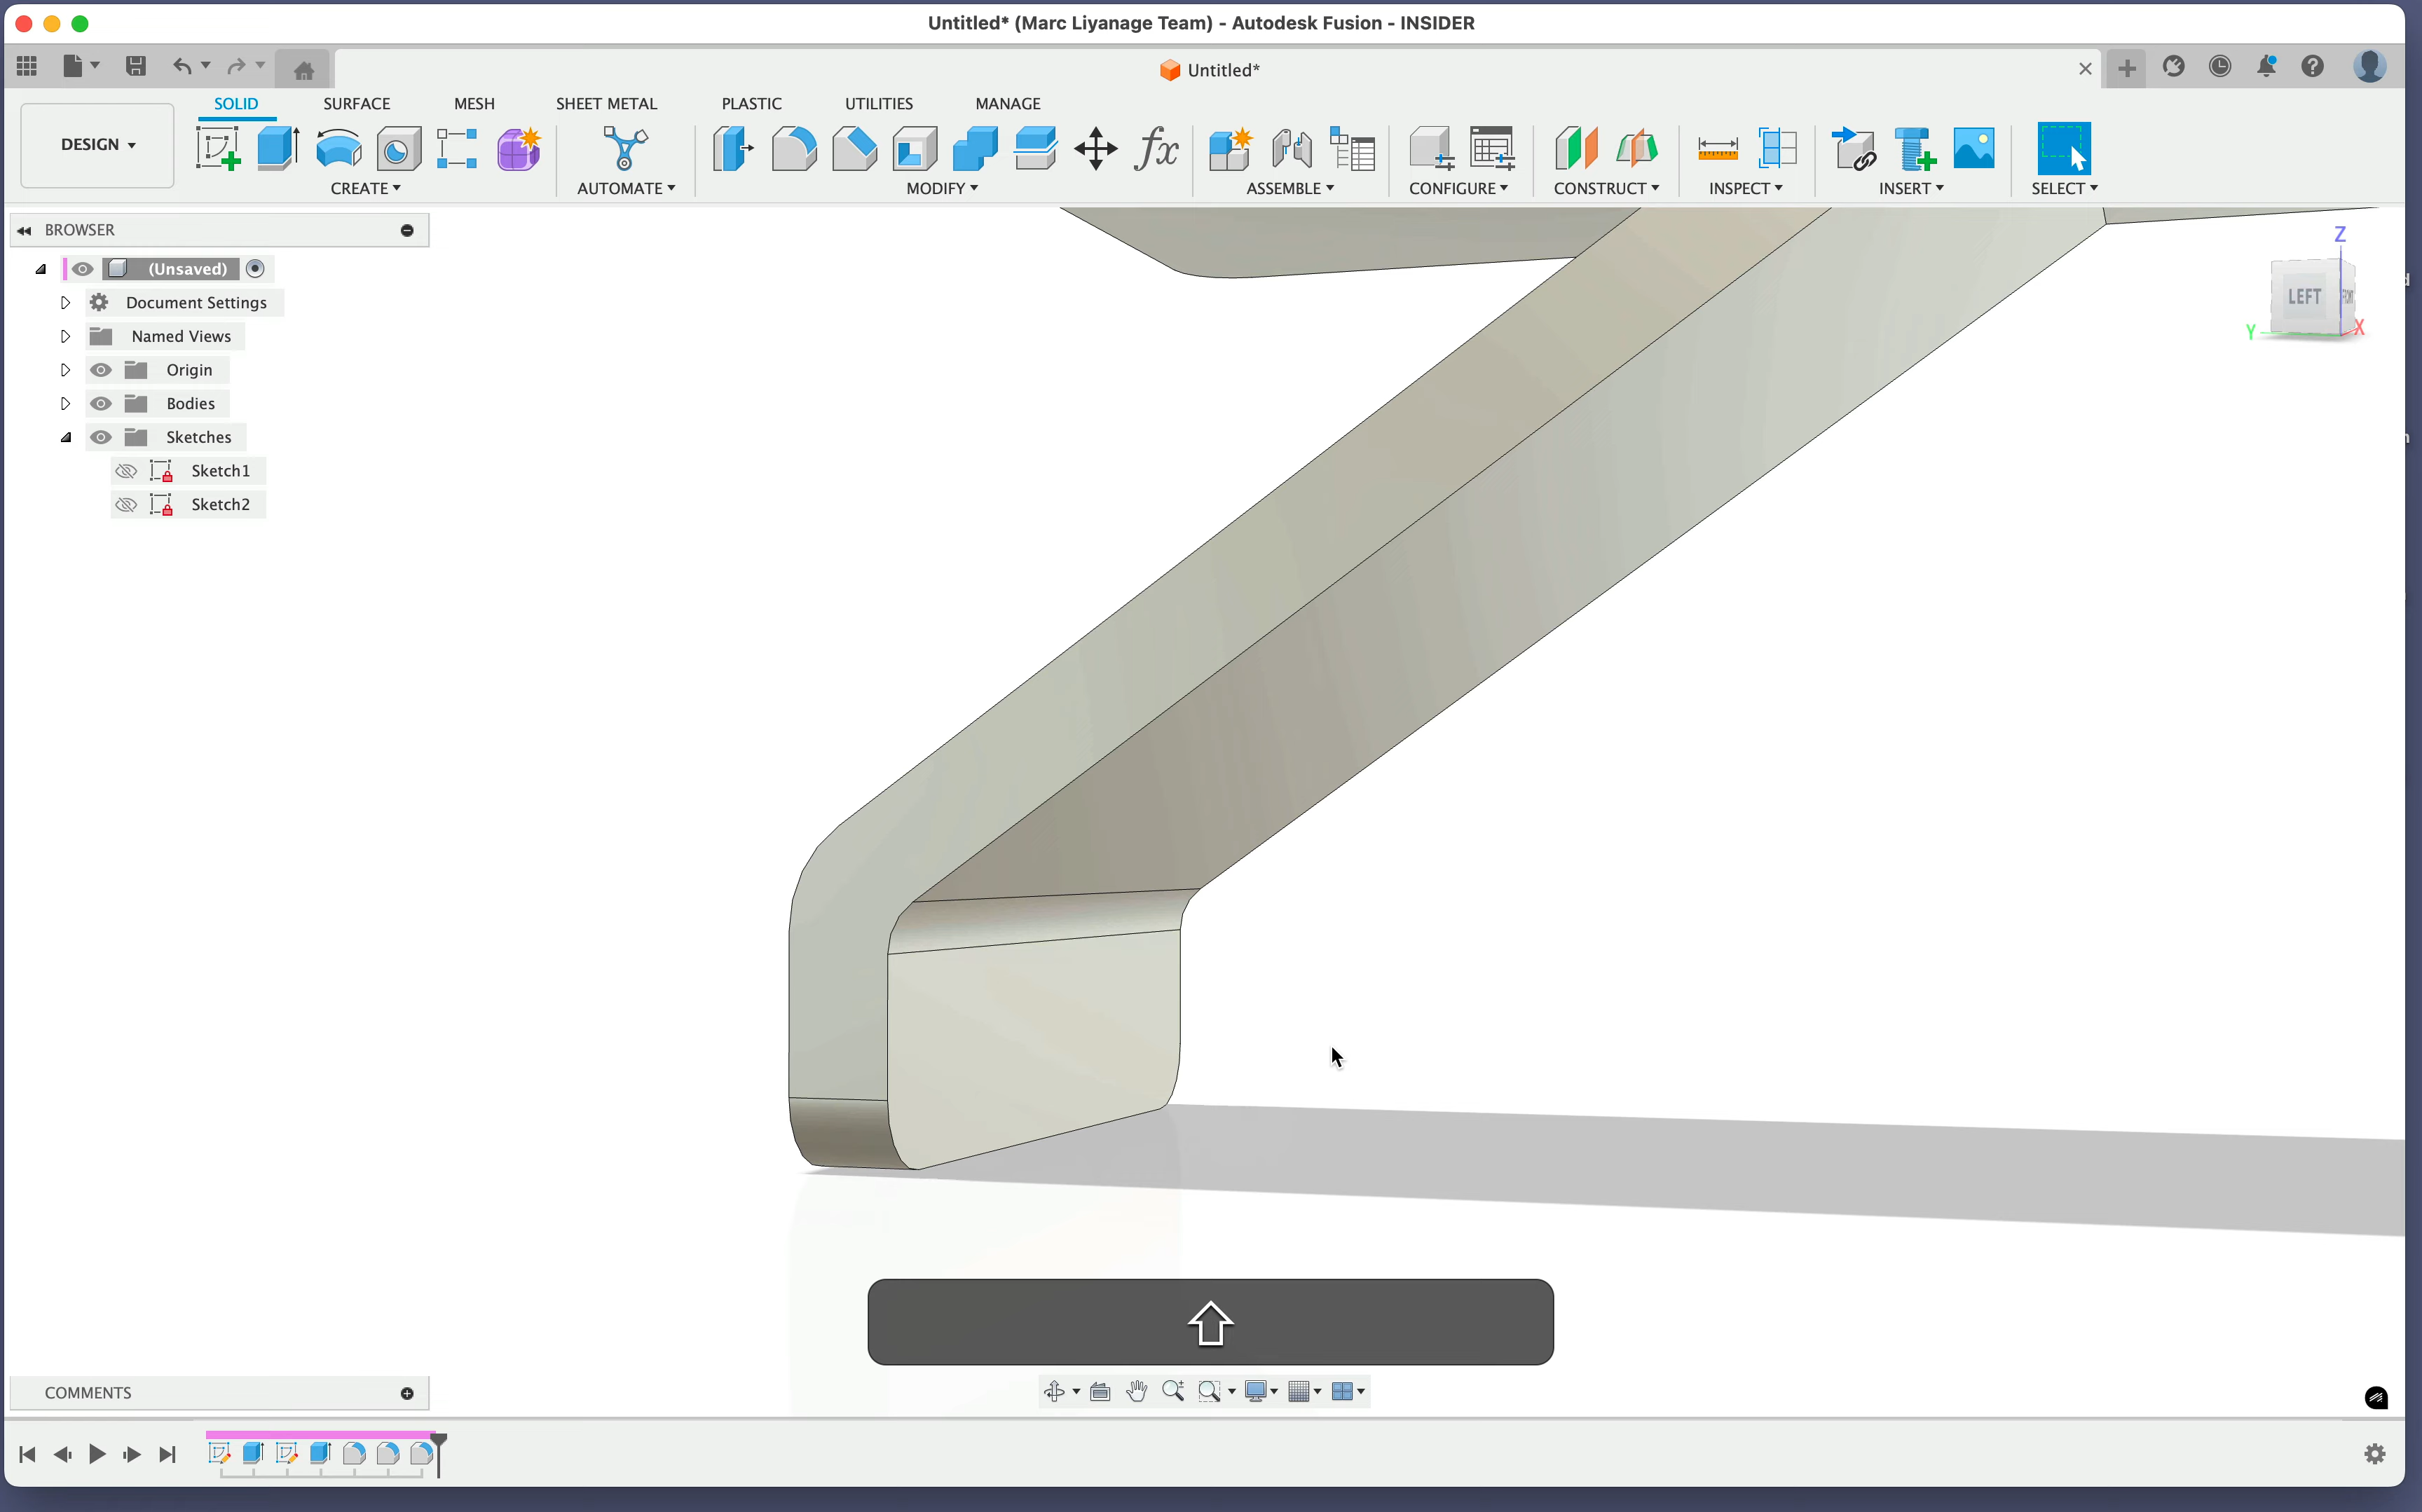 Untitled* (Marc Liyanage Team) - Autodesk Fusion - INSIDER
Untitled*
SOLID SURFACE MESH SHEET METAL PLASTIC UTILITIES MANAGE
DESIGN
CREATE AUTOMATE MODIFY fx ASSEMBLE CONFIGURE CONSTRUCT INSPECT INSERT SELECT
BROWSER
(Unsaved)
Document Settings
Named Views
Origin
Bodies
Sketches
Sketch1
Sketch2
Z
LEFT
Y
X
COMMENTS